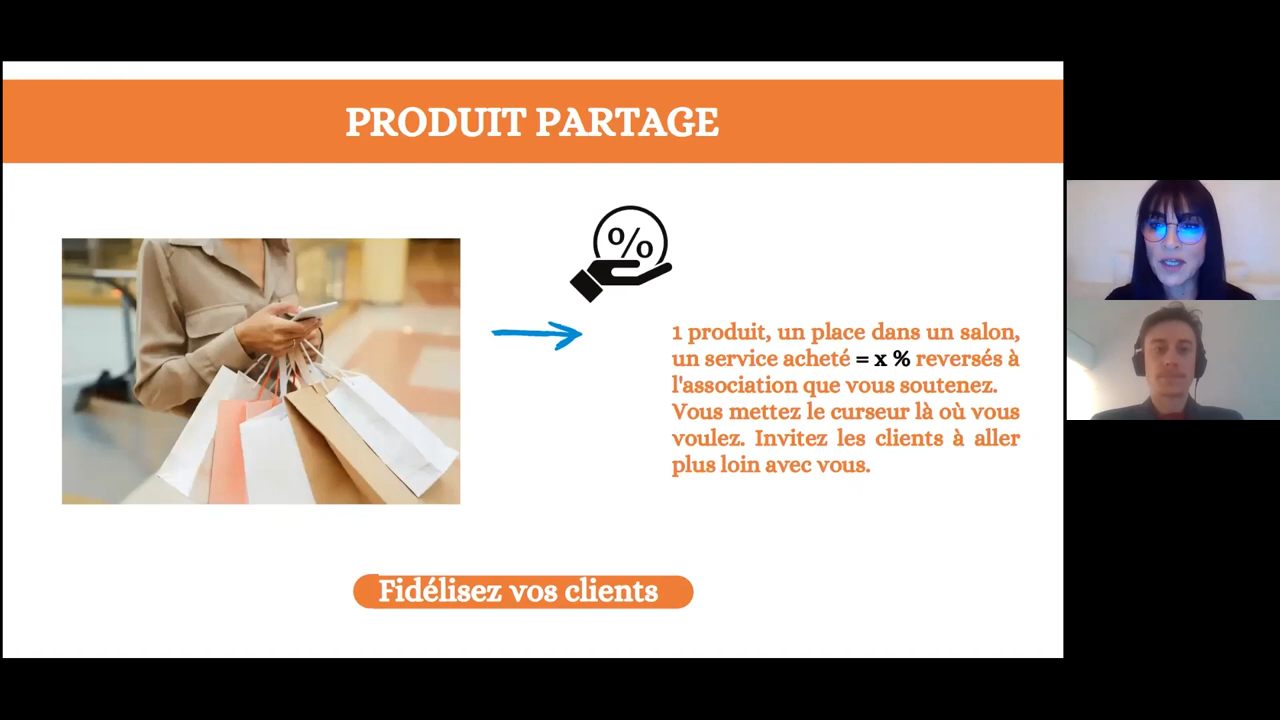 PRODUIT PARTAGE
%
1 produit, un place dans un salon,
un service acheté = x % reversés à
l'association que vous soutenez.
Vous mettez le curseur là où vous
voulez. Invitez les clients à aller
plus loin avec vous.
Fidélisez vos clients